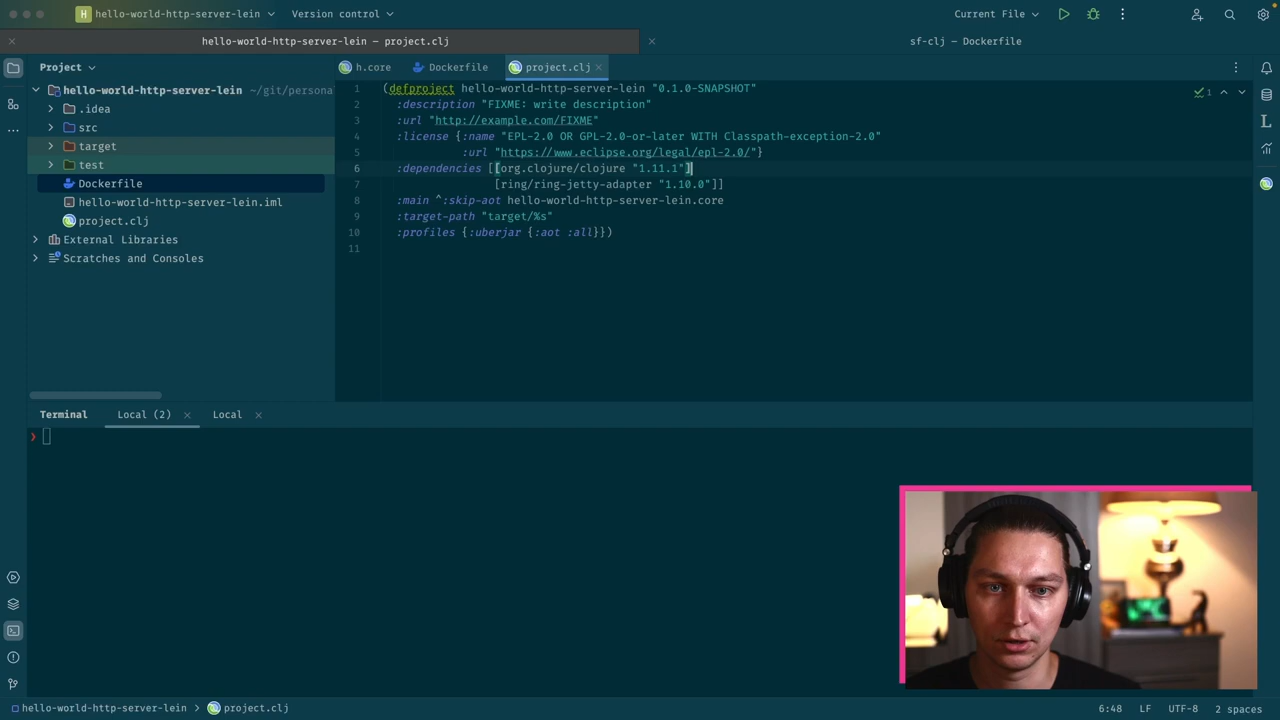 H hello-world-http-server-lein Version control Current File
hello-world-http-server-lein – project.clj sf-clj – Dockerfile
Project h.core Dockerfile project.clj
hello-world-http-server-lein ~/git/persona
.idea
src
target
test
Dockerfile
hello-world-http-server-lein.iml
project.clj
External Libraries
Scratches and Consoles
1 (defproject hello-world-http-server-lein "0.1.0-SNAPSHOT"
2 :description "FIXME: write description"
3 :url "http://example.com/FIXME"
4 :license {:name "EPL-2.0 OR GPL-2.0-or-later WITH Classpath-exception-2.0"
5 :url "https://www.eclipse.org/legal/epl-2.0/"}
6 :dependencies [[org.clojure/clojure "1.11.1"]
7 [ring/ring-jetty-adapter "1.10.0"]]
8 :main ^:skip-aot hello-world-http-server-lein.core
9 :target-path "target/%s"
10 :profiles {:uberjar {:aot :all}})
11
1
Terminal Local (2) Local
❯
hello-world-http-server-lein > project.clj 6:48 LF UTF-8 2 spaces